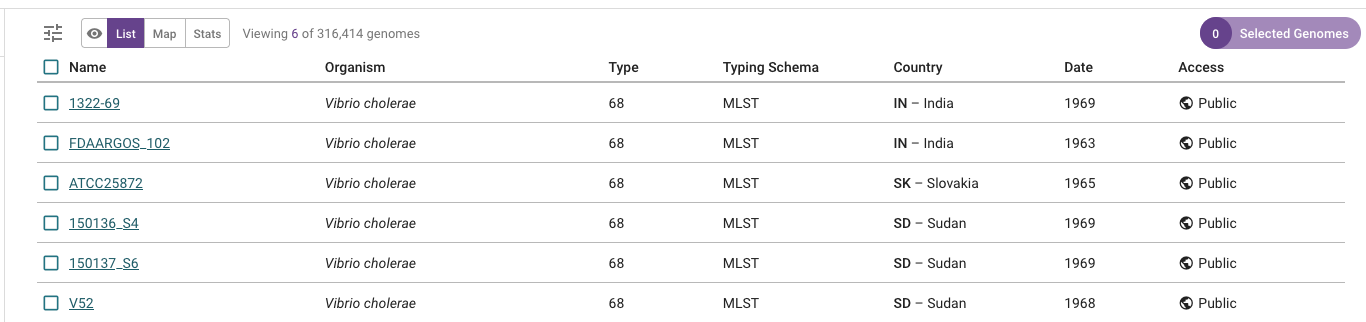 List Map Stats Viewing 6 of 316,414 genomes 0 Selected Genomes
Name Organism Type Typing Schema Country Date Access
1322-69 Vibrio cholerae 68 MLST IN – India 1969 Public
FDAARGOS_102 Vibrio cholerae 68 MLST IN – India 1963 Public
ATCC25872 Vibrio cholerae 68 MLST SK – Slovakia 1965 Public
150136_S4 Vibrio cholerae 68 MLST SD – Sudan 1969 Public
150137_S6 Vibrio cholerae 68 MLST SD – Sudan 1969 Public
V52 Vibrio cholerae 68 MLST SD – Sudan 1968 Public